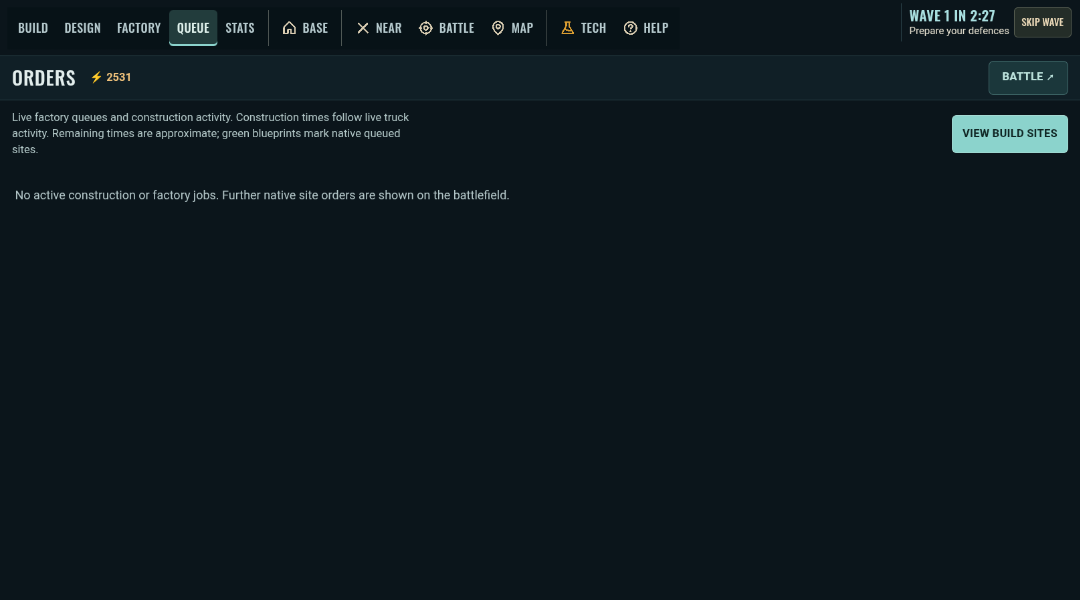 BUILD DESIGN FACTORY QUEUE STATS BASE NEAR BATTLE MAP TECH HELP
WAVE 1 IN 2:27
Prepare your defences
SKIP WAVE
ORDERS ⚡ 2531
BATTLE ↗
Live factory queues and construction activity. Construction times follow live truck
activity. Remaining times are approximate; green blueprints mark native queued
sites.
VIEW BUILD SITES
No active construction or factory jobs. Further native site orders are shown on the battlefield.